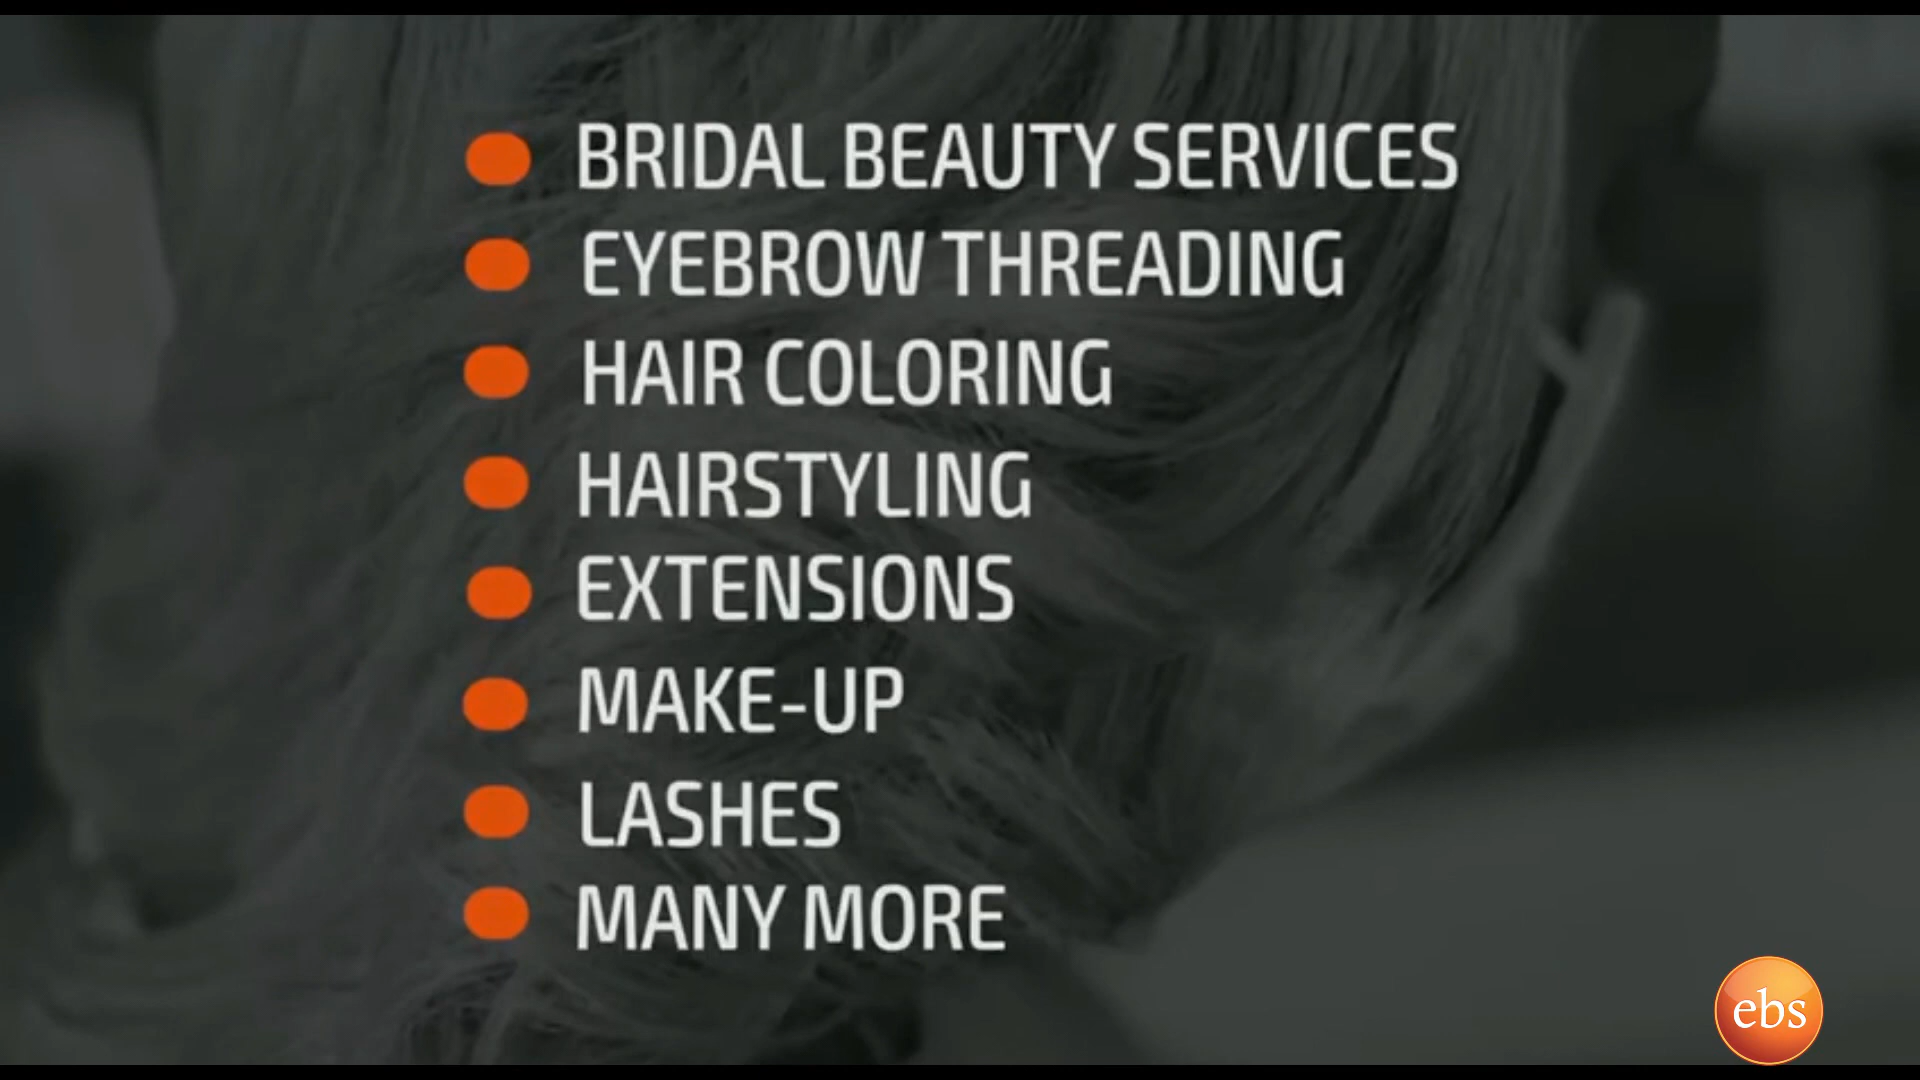 BRIDAL BEAUTY SERVICES
EYEBROW THREADING
HAIR COLORING
HAIRSTYLING
EXTENSIONS
MAKE-UP
LASHES
MANY MORE
ebs